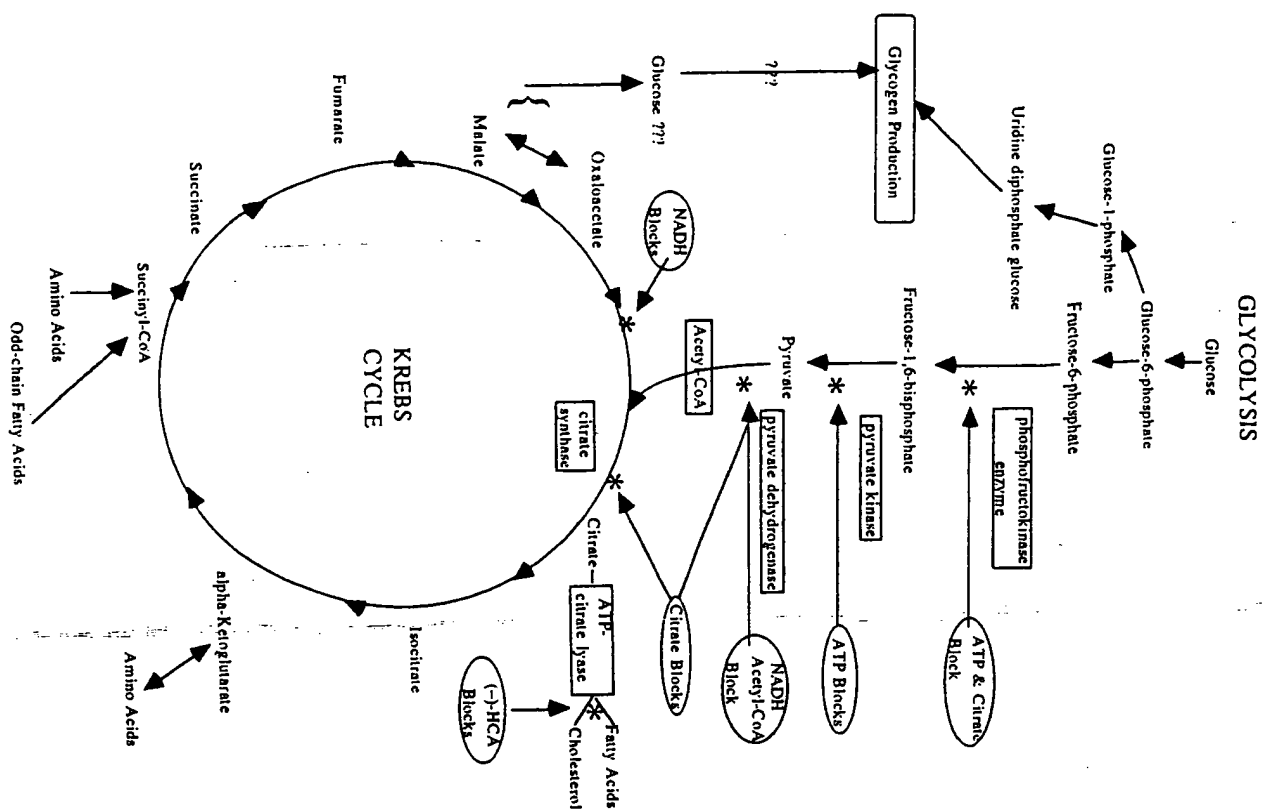 GLYCOLYSIS
Glucose
Glucose-6-phosphate
Glucose-1-phosphate
Uridine diphosphate glucose
Glycogen Production
Fructose-6-phosphate
phosphofructokinase
enzyme
ATP & Citrate
Block
Fructose-1,6-bisphosphate
pyruvate kinase
ATP Blocks
Pyruvate
pyruvate dehydrogenase
NADH
Acetyl-CoA
Block
Acetyl-CoA
Citrate Blocks
???
Glucose ???
NADH
Blocks
Oxaloacetate
Malate
}
citrate
synthase
Citrate
ATP-
citrate lyase
Fatty Acids
Cholesterol
(–)-HCA
Blocks
Fumarate
KREBS
CYCLE
Isocitrate
Succinate
alpha-Ketoglutarate
Amino Acids
Succinyl-CoA
Amino Acids
Odd-chain Fatty Acids
*
*
*
*
*
*